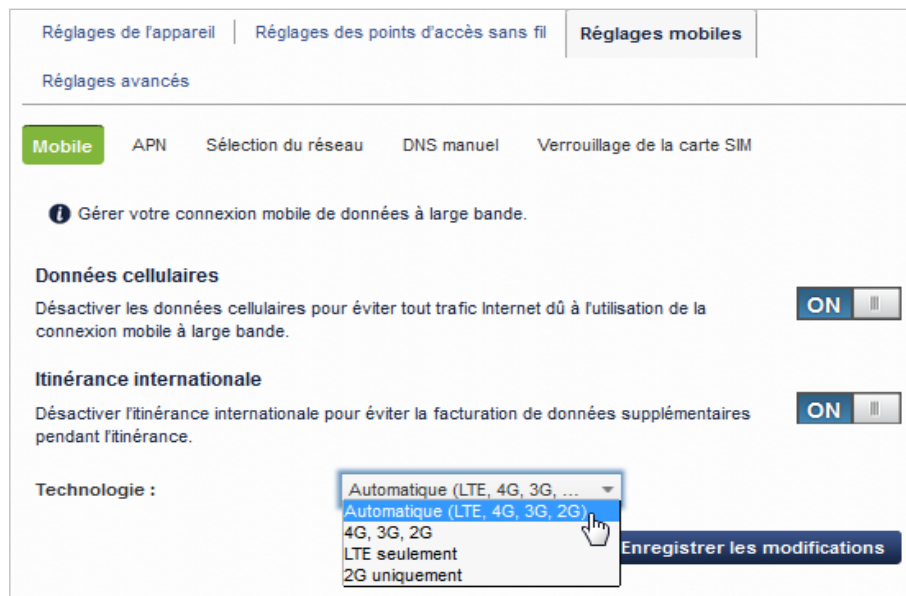 Réglages de l'appareil
Réglages des points d'accès sans fil
Réglages mobiles
Réglages avancés
Mobile
APN
Sélection du réseau
DNS manuel
Verrouillage de la carte SIM
Gérer votre connexion mobile de données à large bande.
Données cellulaires
Désactiver les données cellulaires pour éviter tout trafic Internet dû à l'utilisation de la
connexion mobile à large bande.
ON
Itinérance internationale
Désactiver l'itinérance internationale pour éviter la facturation de données supplémentaires
pendant l'itinérance.
ON
Technologie :
Automatique (LTE, 4G, 3G, ...
Automatique (LTE, 4G, 3G, 2G)
4G, 3G, 2G
LTE seulement
2G uniquement
Enregistrer les modifications